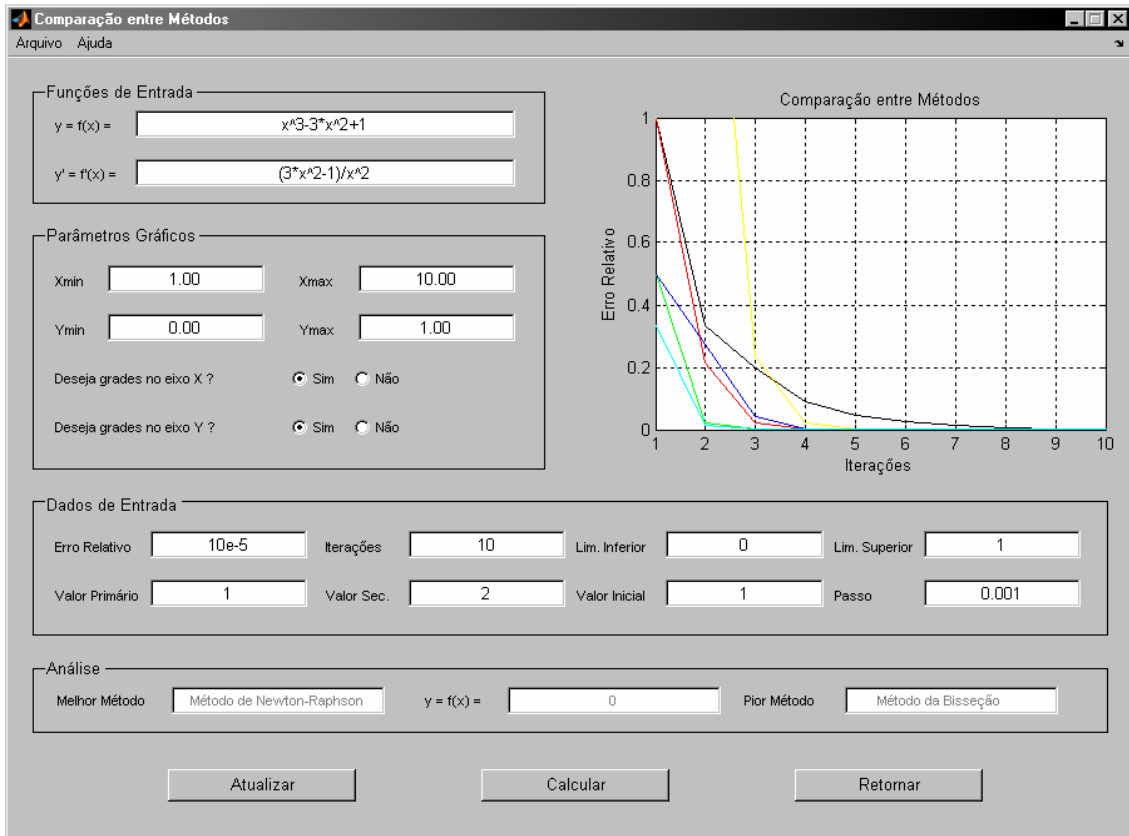 Comparação entre Métodos
Arquivo Ajuda
Funções de Entrada
y = f(x) = x^3-3*x^2+1
y' = f'(x) = (3*x^2-1)/x^2
Parâmetros Gráficos
Xmin 1.00 Xmax 10.00
Ymin 0.00 Ymax 1.00
Deseja grades no eixo X ? Sim Não
Deseja grades no eixo Y ? Sim Não
Comparação entre Métodos
Erro Relativo
1
0.8
0.6
0.4
0.2
0
1 2 3 4 5 6 7 8 9 10
Iterações
Dados de Entrada
Erro Relativo 10e-5 Iterações 10 Lim. Inferior 0 Lim. Superior 1
Valor Primário 1 Valor Sec. 2 Valor Inicial 1 Passo 0.001
Análise
Melhor Método Método de Newton-Raphson y = f(x) = 0 Pior Método Método da Bisseção
Atualizar Calcular Retornar